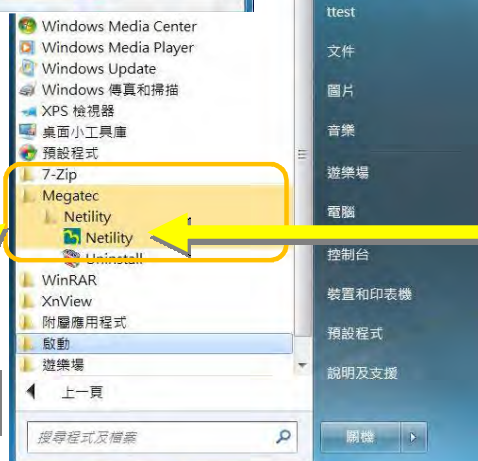 Windows Media Center
Windows Media Player
Windows Update
Windows 傳真和掃描
XPS 檢視器
桌面小工具庫
預設程式
7-Zip
Megatec
Netility
Netility
Uninstall
WinRAR
XnView
附屬應用程式
啟動
遊樂場
上一頁
搜尋程式及檔案
ttest
文件
圖片
音樂
遊樂場
電腦
控制台
裝置和印表機
預設程式
說明及支援
關機